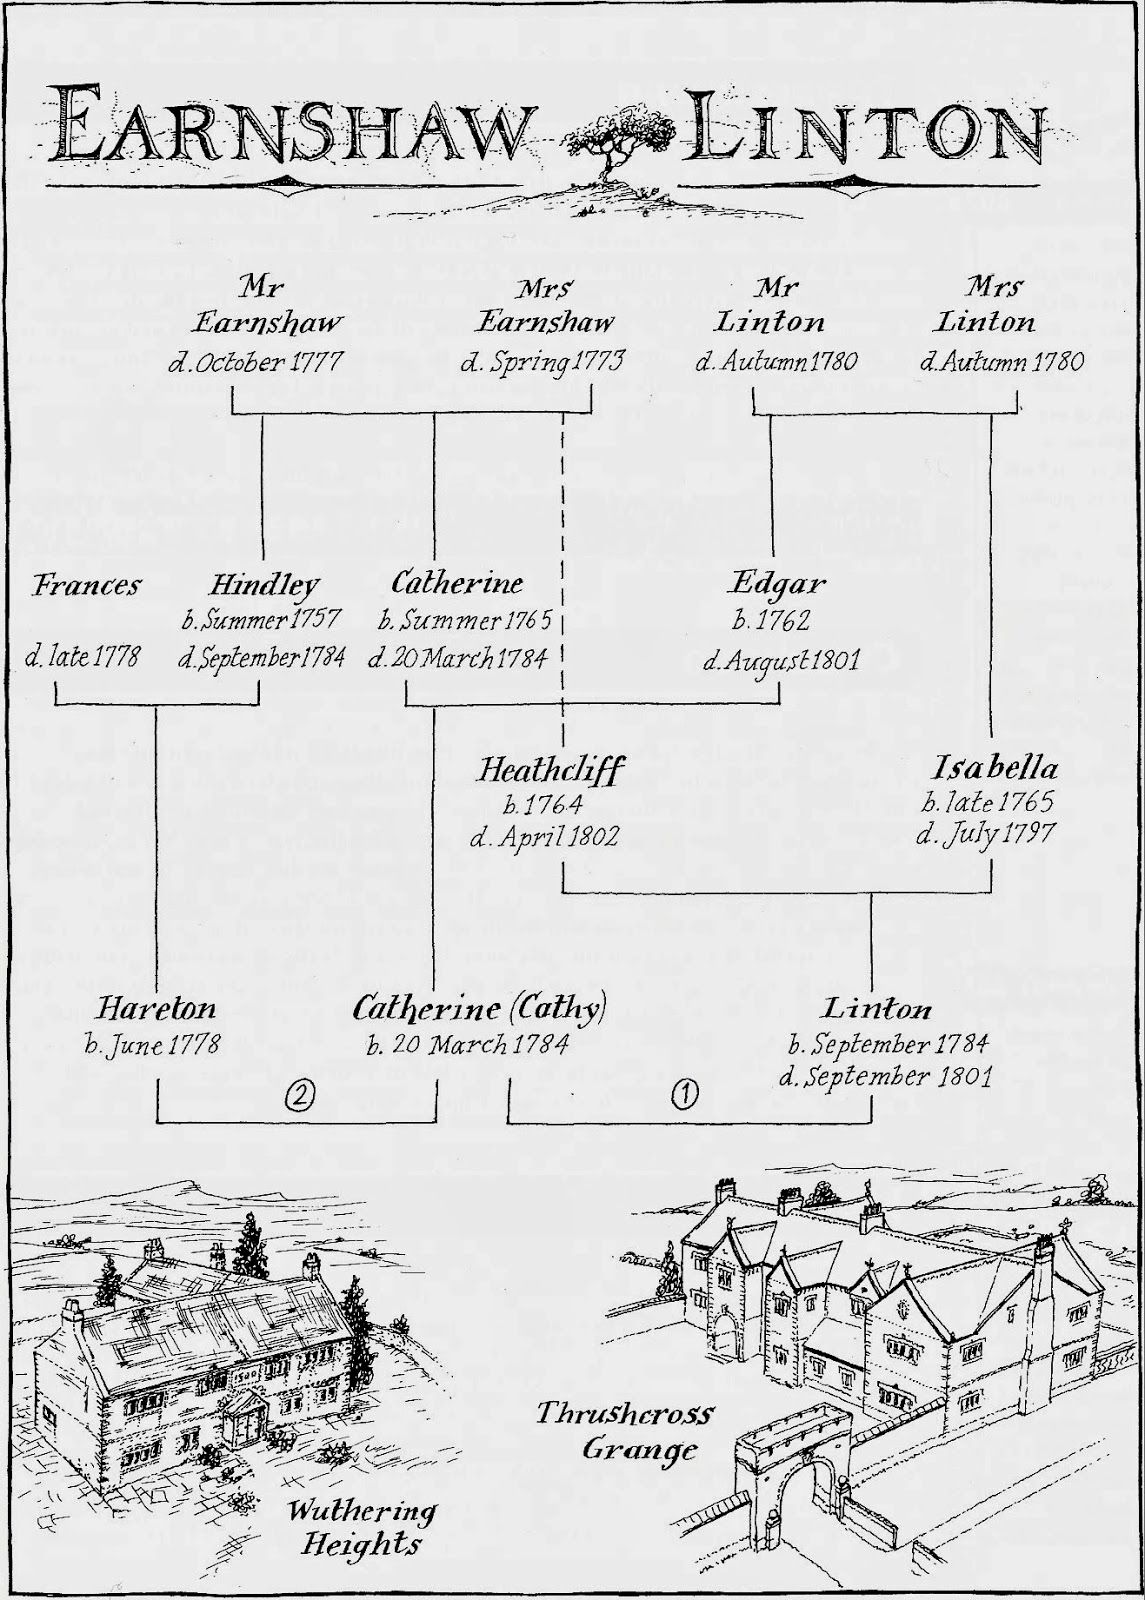 EARNSHAW LINTON
Mr
Earnshaw
d. October 1777
Mrs
Earnshaw
d. Spring 1773
Mr
Linton
d. Autumn 1780
Mrs
Linton
d. Autumn 1780
Frances
d. late 1778
Hindley
b. Summer 1757
d. September 1784
Catherine
b. Summer 1765
d. 20 March 1784
Edgar
b. 1762
d. August 1801
Heathcliff
b. 1764
d. April 1802
Isabella
b. late 1765
d. July 1797
Hareton
b. June 1778
Catherine (Cathy)
b. 20 March 1784
Linton
b. September 1784
d. September 1801
2
1
1500
Wuthering
Heights
Thrushcross
Grange